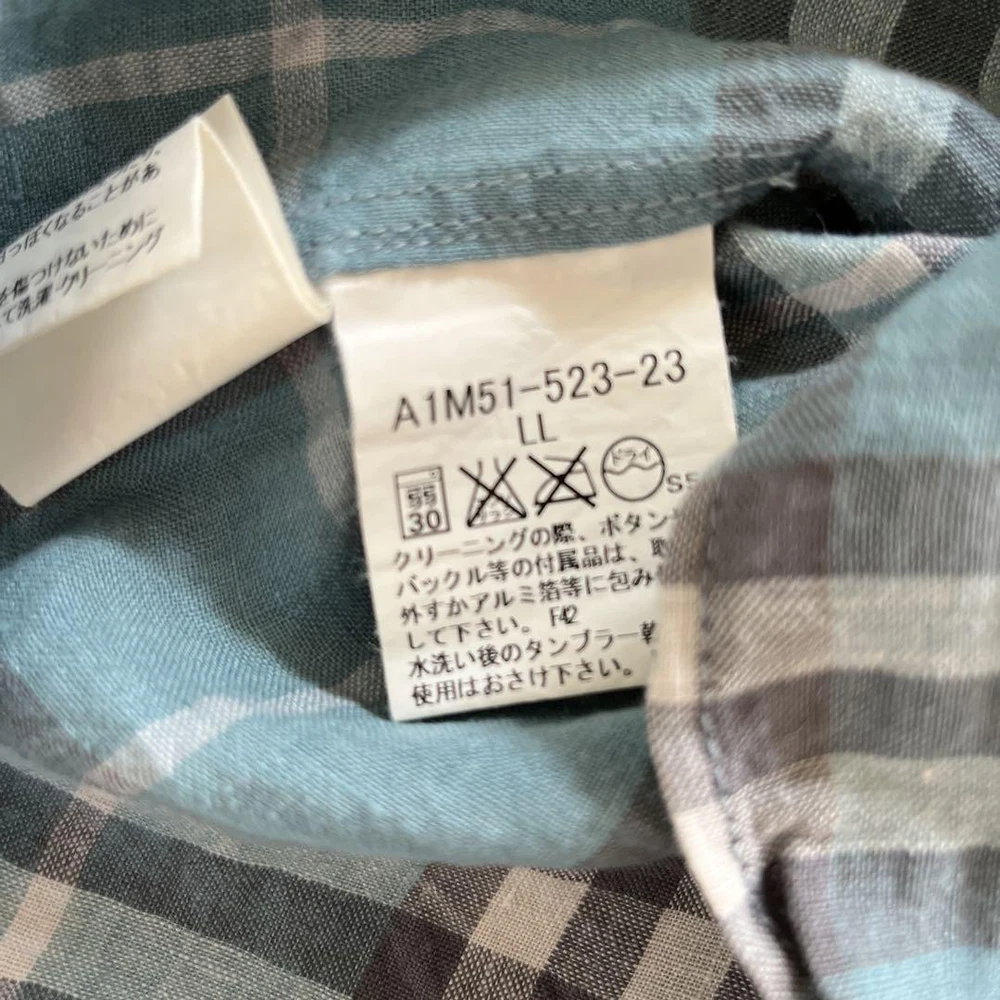 っぽくなることがあ
を傷つけないために
て洗濯・クリーニング
A1M51-523-23
LL
30
ドライ
クリーニングの際、ボタン
バックル等の付属品は、取
外すかアルミ箔等に包み
して下さい。 F42
水洗い後のタンブラー乾
使用はおさけ下さい。